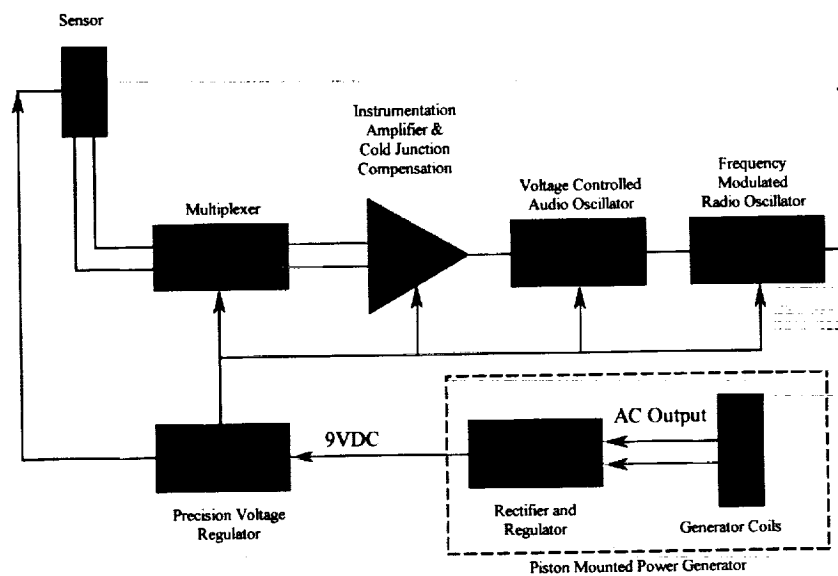 Sensor
Instrumentation
Amplifier &
Cold Junction
Compensation
Multiplexer
Voltage Controlled
Audio Oscillator
Frequency
Modulated
Radio Oscillator
9VDC
AC Output
Precision Voltage
Regulator
Rectifier and
Regulator
Generator Coils
Piston Mounted Power Generator